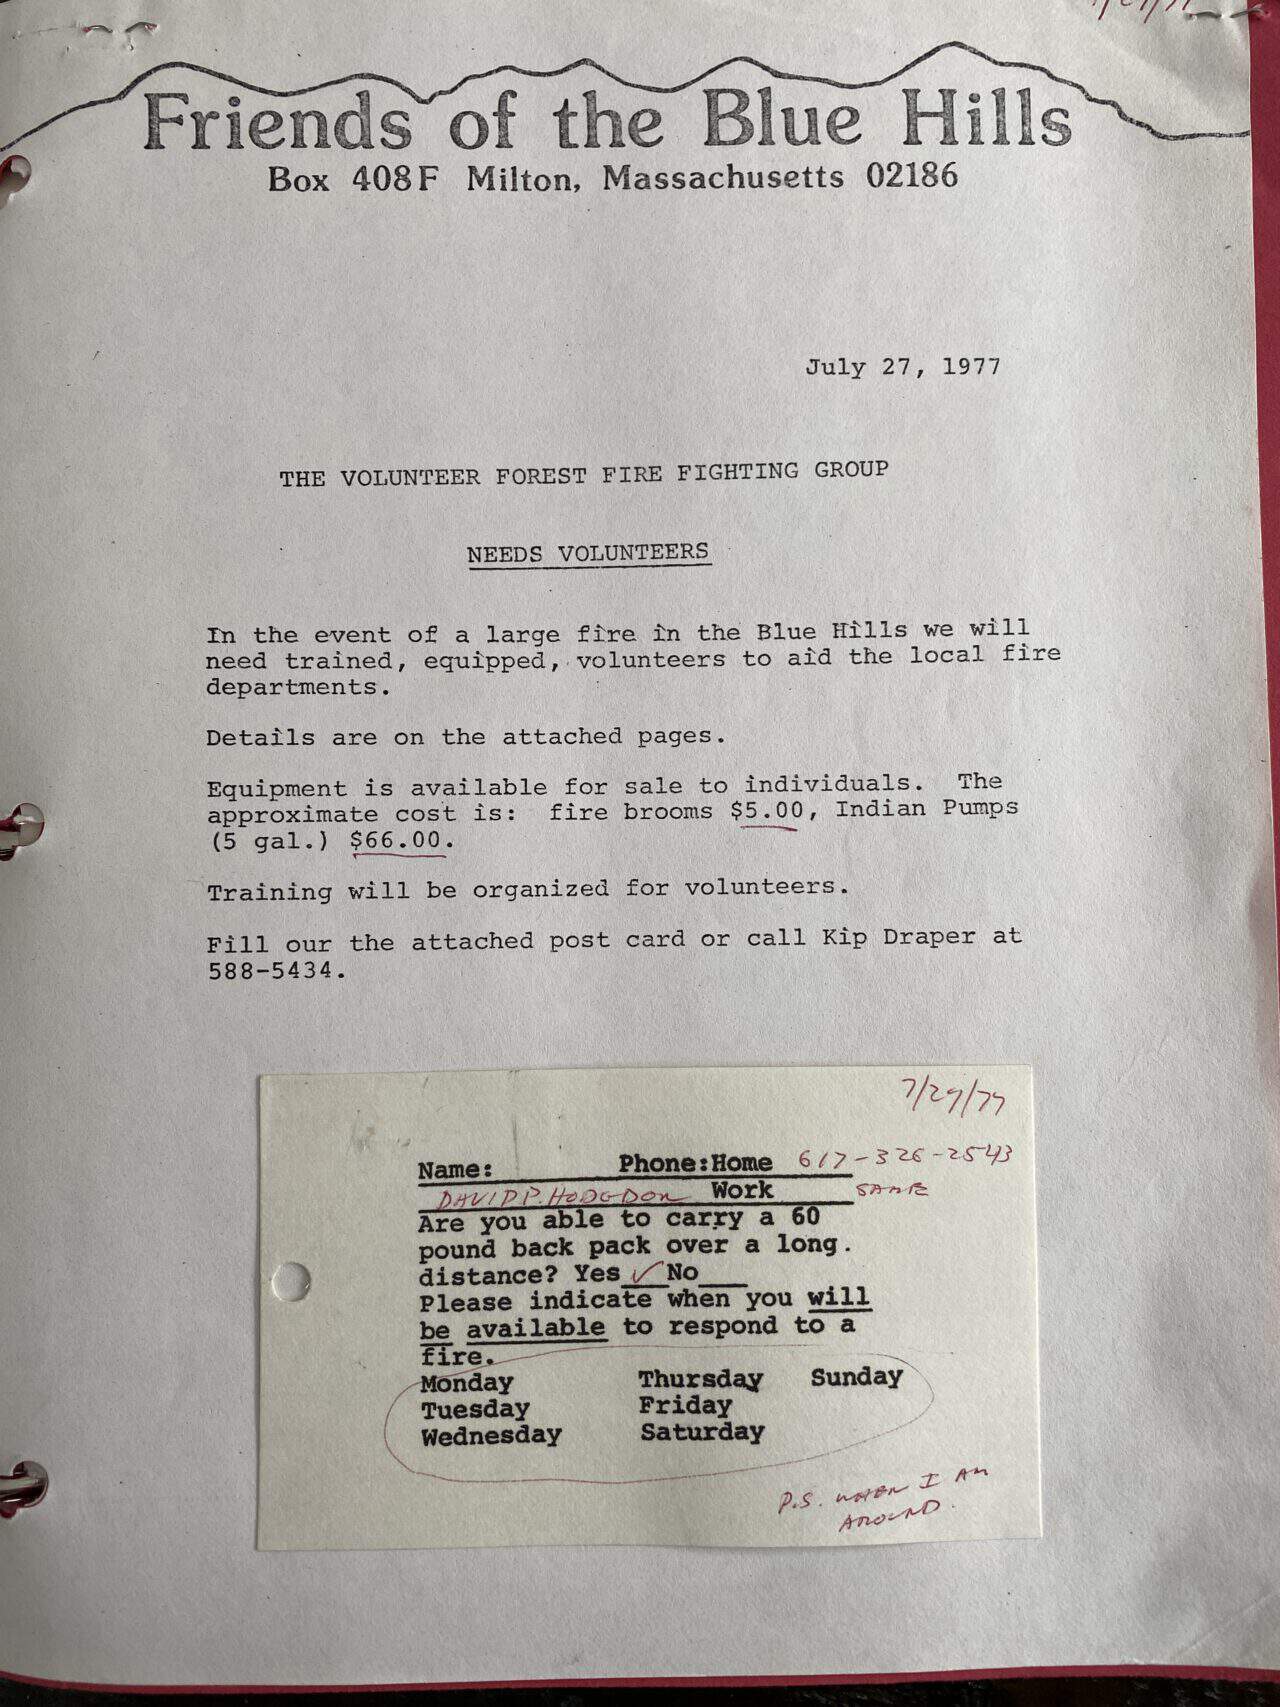 Friends of the Blue Hills
Box 408F Milton, Massachusetts 02186
July 27, 1977
THE VOLUNTEER FOREST FIRE FIGHTING GROUP
NEEDS VOLUNTEERS
In the event of a large fire in the Blue Hills we will
need trained, equipped, volunteers to aid the local fire
departments.
Details are on the attached pages.
Equipment is available for sale to individuals. The
approximate cost is: fire brooms $5.00, Indian Pumps
(5 gal.) $66.00.
Training will be organized for volunteers.
Fill our the attached post card or call Kip Draper at
588-5434.
7/29/77
Name: Phone:Home 617-326-2543
DAVID P. HODGDON Work SAME
Are you able to carry a 60
pound back pack over a long.
distance? Yes ✓ No
Please indicate when you will
be available to respond to a
fire.
Monday Thursday Sunday
Tuesday Friday
Wednesday Saturday
P.S. WHEN I AM
AROUND.